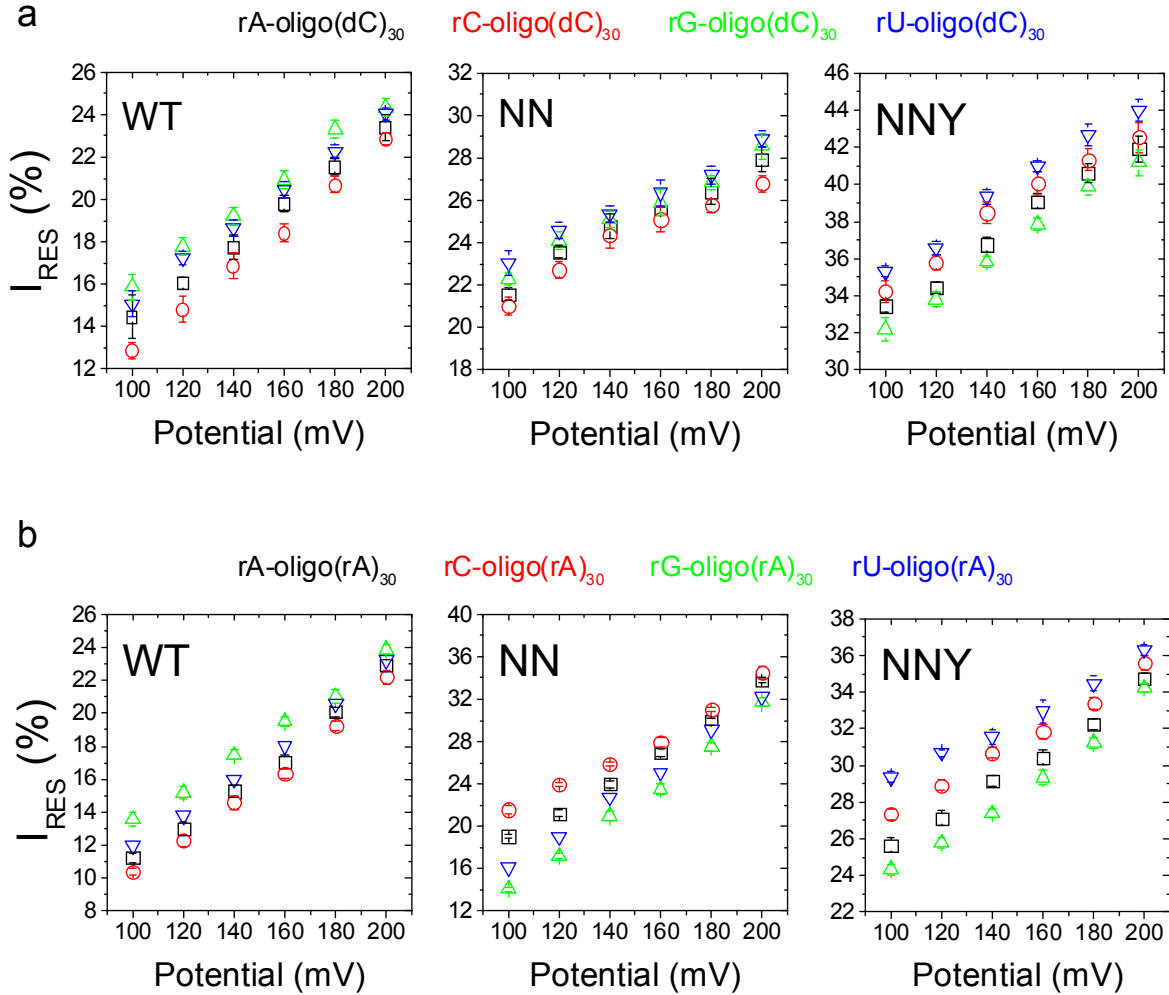 a
rA-oligo(dC)30 rC-oligo(dC)30 rG-oligo(dC)30 rU-oligo(dC)30
IRES (%)
WT
26
24
22
20
18
16
14
12
100 120 140 160 180 200
Potential (mV)
NN
32
30
28
26
24
22
20
18
100 120 140 160 180 200
Potential (mV)
NNY
46
44
42
40
38
36
34
32
30
100 120 140 160 180 200
Potential (mV)
b
rA-oligo(rA)30 rC-oligo(rA)30 rG-oligo(rA)30 rU-oligo(rA)30
IRES (%)
WT
26
24
22
20
18
16
14
12
10
8
100 120 140 160 180 200
Potential (mV)
NN
40
36
32
28
24
20
16
12
100 120 140 160 180 200
Potential (mV)
NNY
38
36
34
32
30
28
26
24
22
100 120 140 160 180 200
Potential (mV)